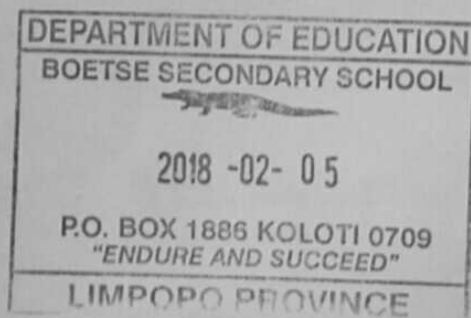 DEPARTMENT OF EDUCATION
BOETSE SECONDARY SCHOOL
2018 -02- 05
P.O. BOX 1886 KOLOTI 0709
"ENDURE AND SUCCEED"
LIMPOPO PROVINCE